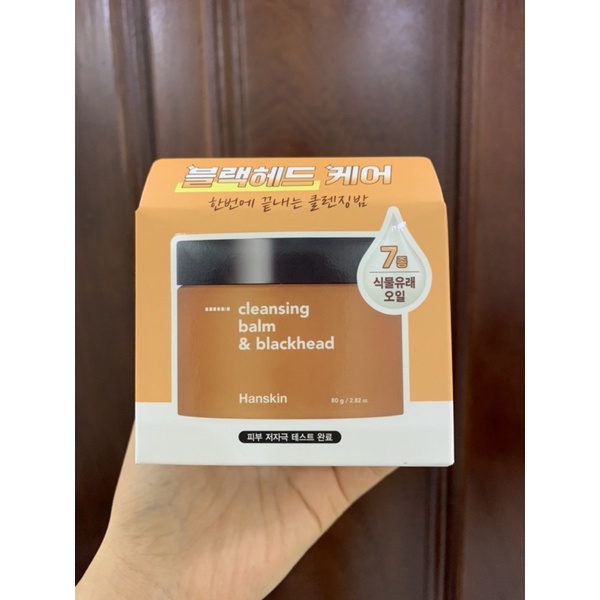 블랙헤드 케어
한번에 끝내는 클렌징밤
7종
식물유래
오일
cleansing
balm
& blackhead
Hanskin
80 g / 2.82 oz.
피부 저자극 테스트 완료